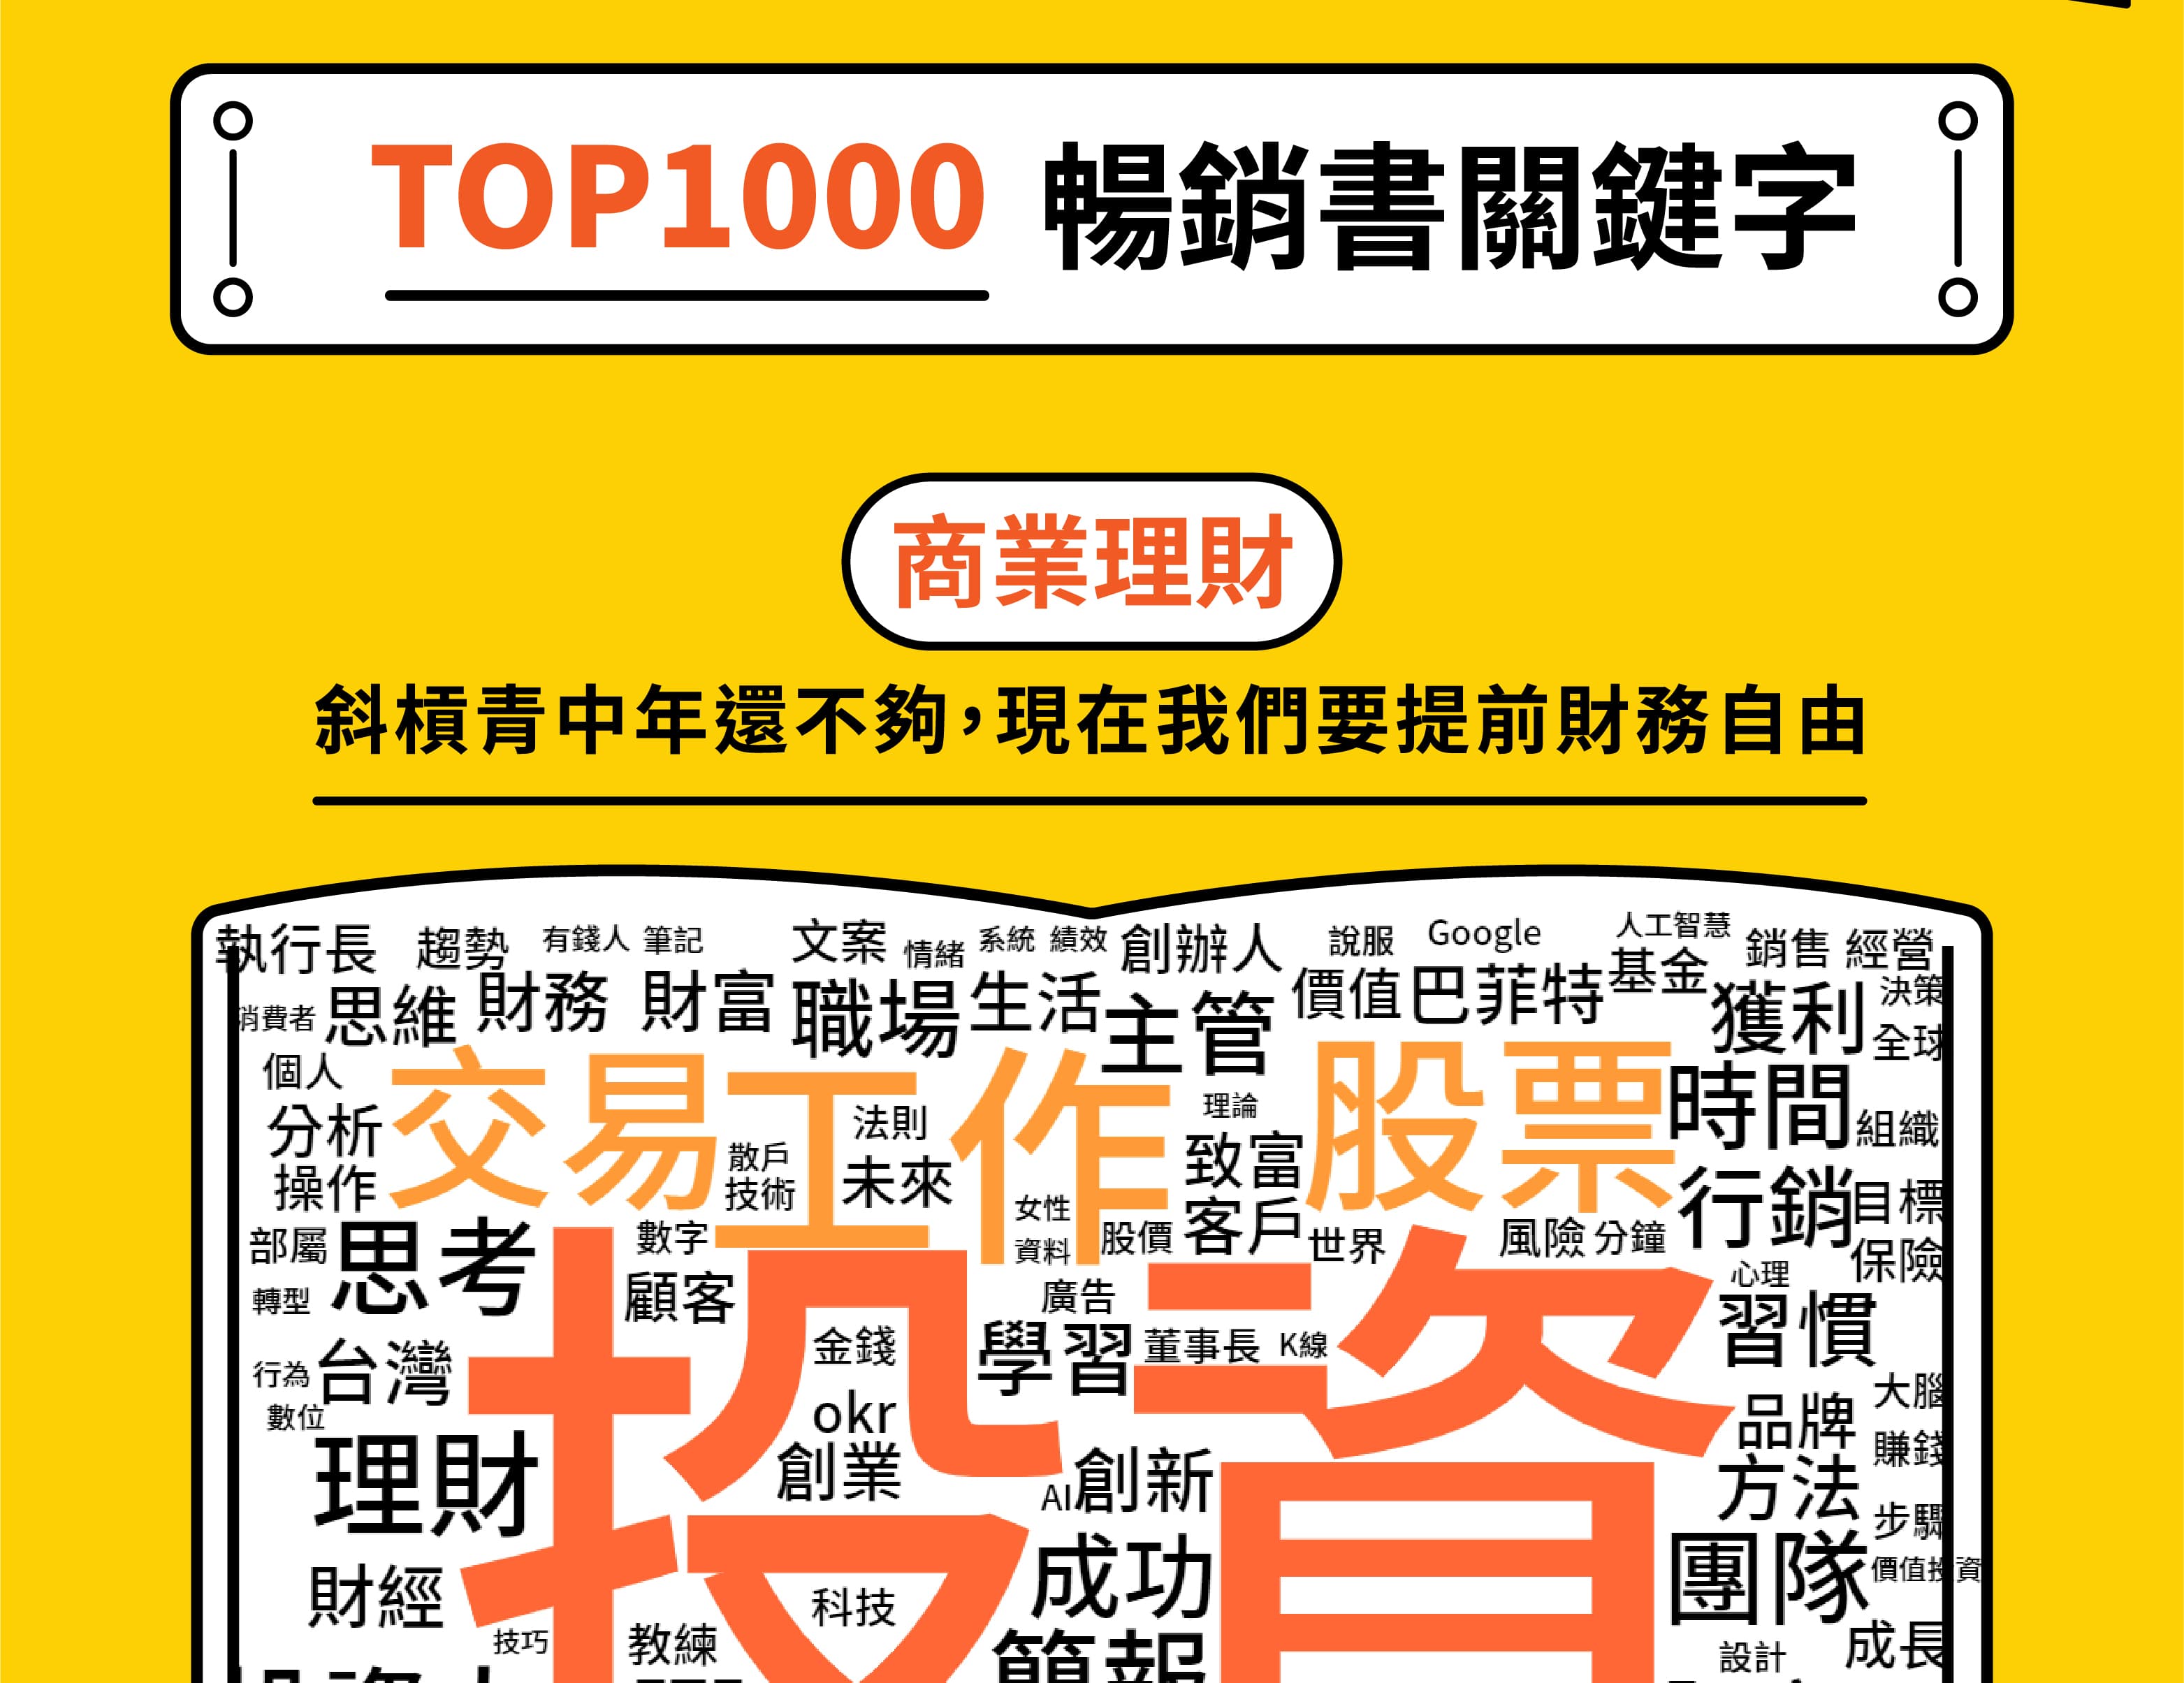 TOP1000 暢銷書關鍵字
商業理財
斜槓青中年還不夠，現在我們要提前財務自由
執行長 趨勢 有錢人 筆記 文案 情緒 系統 績效 創辦人 說服 Google 人工智慧 銷售 經營
消費者 思維 財務 財富 職場 生活 主管 價值 巴菲特 基金 獲利 決策
全球
個人 交易 工作 股票 時間
分析 法則 理論 組織
操作 散戶 技術 未來 致富 行銷 目標
部屬 思考 數字 女性 資料 股價 客戶 世界 風險 分鐘 保險
轉型 顧客 廣告 心理 習慣
投資
行為 台灣 金錢 學習 董事長 K線 大腦
數位 okr 品牌 賺錢
理財 創業 AI 創新 方法 步驟
財經 科技 成功 團隊 價值投資
技巧 教練 簡報 設計 成長